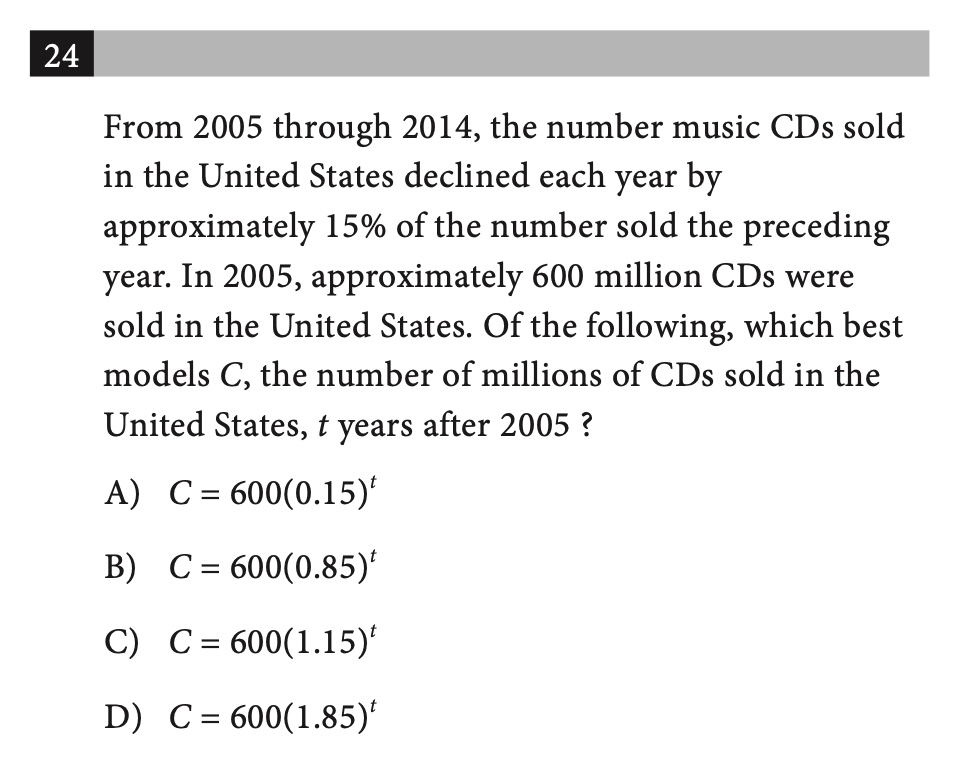 24
From 2005 through 2014, the number music CDs sold
in the United States declined each year by
approximately 15% of the number sold the preceding
year. In 2005, approximately 600 million CDs were
sold in the United States. Of the following, which best
models C, the number of millions of CDs sold in the
United States, t years after 2005 ?
A) C = 600(0.15)^t
B) C = 600(0.85)^t
C) C = 600(1.15)^t
D) C = 600(1.85)^t